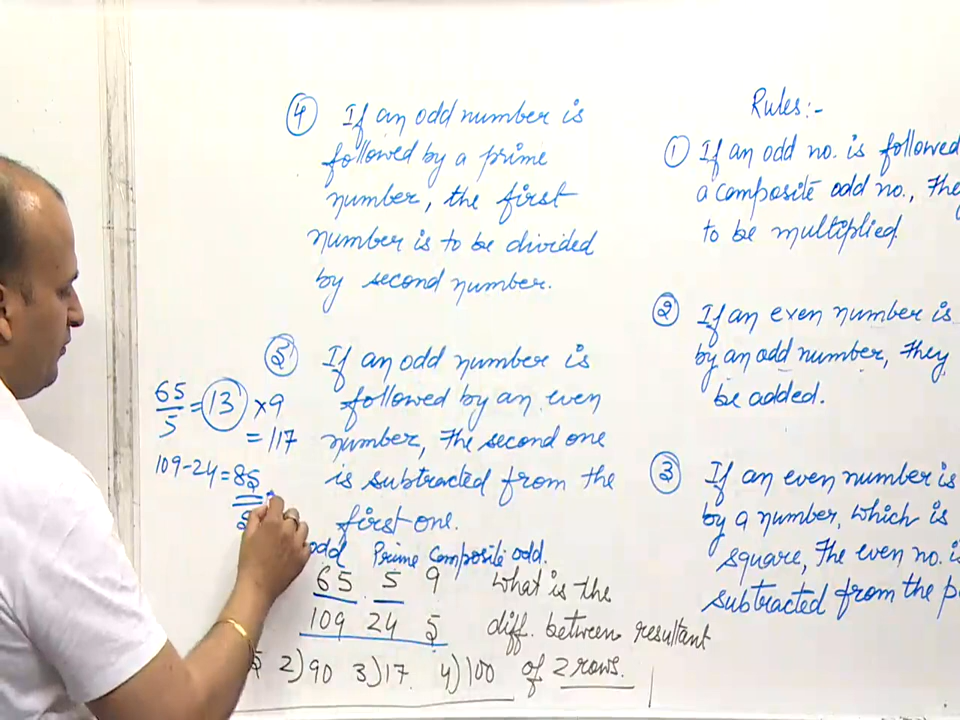 ④ If an odd number is
followed by a prime
number, the first
number is to be divided
by second number.
⑤ If an odd number is
followed by an even
number, the second one
is subtracted from the
first one.
65/5 = 13 × 9
= 117
109-24 = 85
5
odd Prime Composite odd.
65 5 9 What is the
109 24 5 diff. between resultant
2) 90 3) 17 4) 100 of 2 rows.
Rules:-
① If an odd no. is followed
a composite odd no., They
to be multiplied
② If an even number is
by an odd number, They
be added.
③ If an even number is
by a number, which is
square, The even no. is
subtracted from the